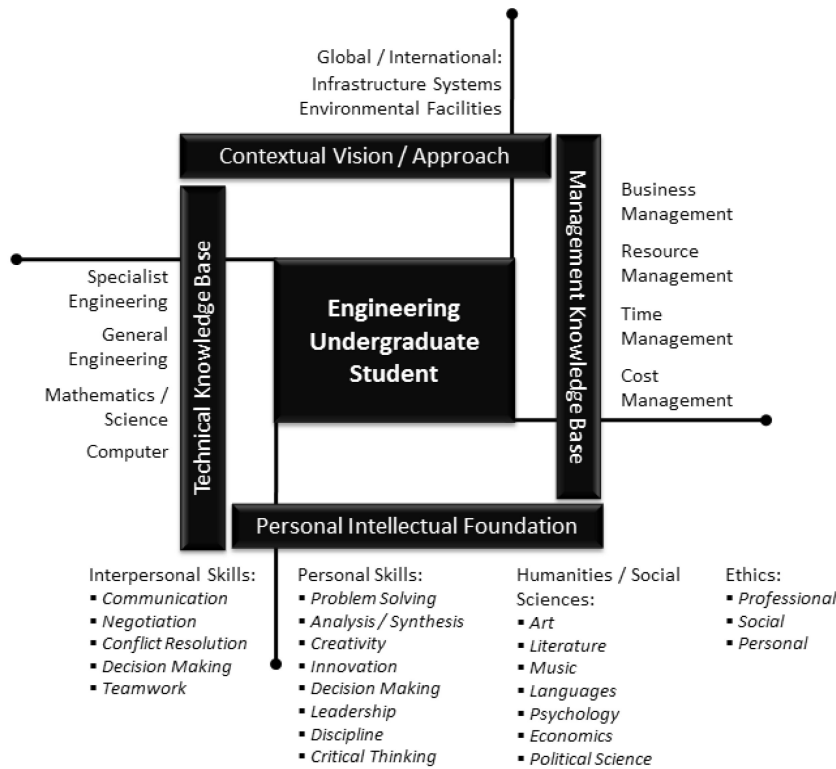 Global / International:
Infrastructure Systems
Environmental Facilities
Contextual Vision / Approach
Technical Knowledge Base
Specialist
Engineering
General
Engineering
Mathematics /
Science
Computer
Engineering
Undergraduate
Student
Management Knowledge Base
Business
Management
Resource
Management
Time
Management
Cost
Management
Personal Intellectual Foundation
Interpersonal Skills:
▪ Communication
▪ Negotiation
▪ Conflict Resolution
▪ Decision Making
▪ Teamwork
Personal Skills:
▪ Problem Solving
▪ Analysis / Synthesis
▪ Creativity
▪ Innovation
▪ Decision Making
▪ Leadership
▪ Discipline
▪ Critical Thinking
Humanities / Social
Sciences:
▪ Art
▪ Literature
▪ Music
▪ Languages
▪ Psychology
▪ Economics
▪ Political Science
Ethics:
▪ Professional
▪ Social
▪ Personal